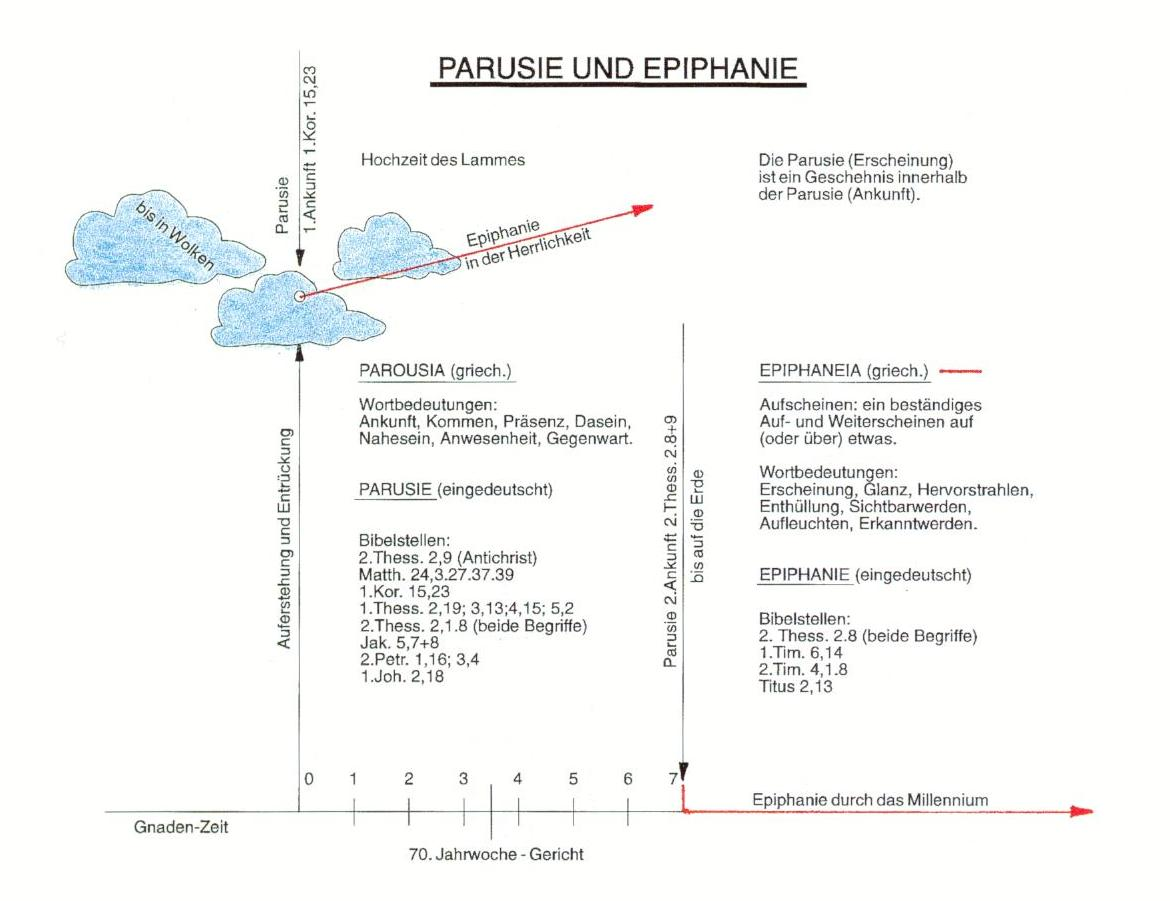 PARUSIE UND EPIPHANIE
Parusie
1.Ankunft 1.Kor. 15,23
Hochzeit des Lammes
Die Parusie (Erscheinung)
ist ein Geschehnis innerhalb
der Parusie (Ankunft).
bis in Wolken
Epiphanie
in der Herrlichkeit
Auferstehung und Entrückung
PAROUSIA (griech.)
Wortbedeutungen:
Ankunft, Kommen, Präsenz, Dasein,
Nahesein, Anwesenheit, Gegenwart.
PARUSIE (eingedeutscht)
Bibelstellen:
2.Thess. 2,9 (Antichrist)
Matth. 24,3.27.37.39
1.Kor. 15,23
1.Thess. 2,19; 3,13;4,15; 5,2
2.Thess. 2,1.8 (beide Begriffe)
Jak. 5,7+8
2.Petr. 1,16; 3,4
1.Joh. 2,18
Parusie 2.Ankunft 2.Thess. 2.8+9
bis auf die Erde
EPIPHANEIA (griech.)
Aufscheinen: ein beständiges
Auf- und Weiterscheinen auf
(oder über) etwas.
Wortbedeutungen:
Erscheinung, Glanz, Hervorstrahlen,
Enthüllung, Sichtbarwerden,
Aufleuchten, Erkanntwerden.
EPIPHANIE (eingedeutscht)
Bibelstellen:
2. Thess. 2.8 (beide Begriffe)
1.Tim. 6,14
2.Tim. 4,1.8
Titus 2,13
0 1 2 3 4 5 6 7
Epiphanie durch das Millennium
Gnaden-Zeit
70. Jahrwoche - Gericht